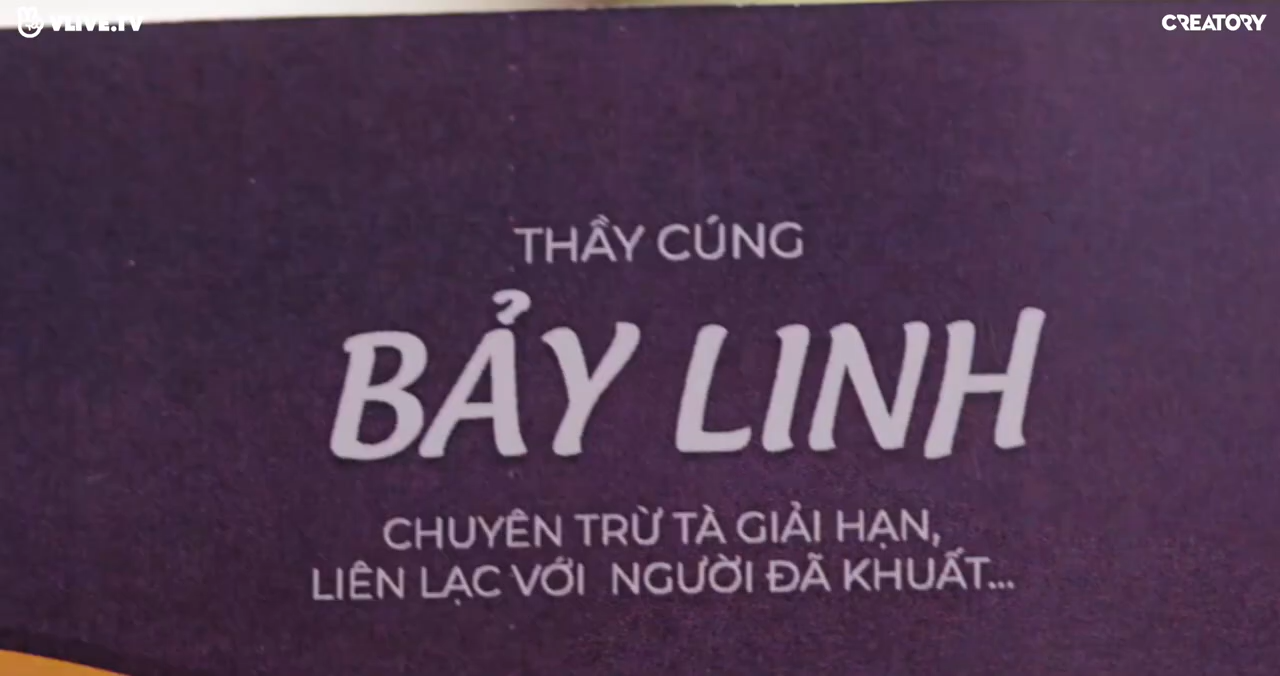 VLIVE.TV
CREATORY
THẦY CÚNG
BẢY LINH
CHUYÊN TRỪ TÀ GIẢI HẠN,
LIÊN LẠC VỚI NGƯỜI ĐÃ KHUẤT...